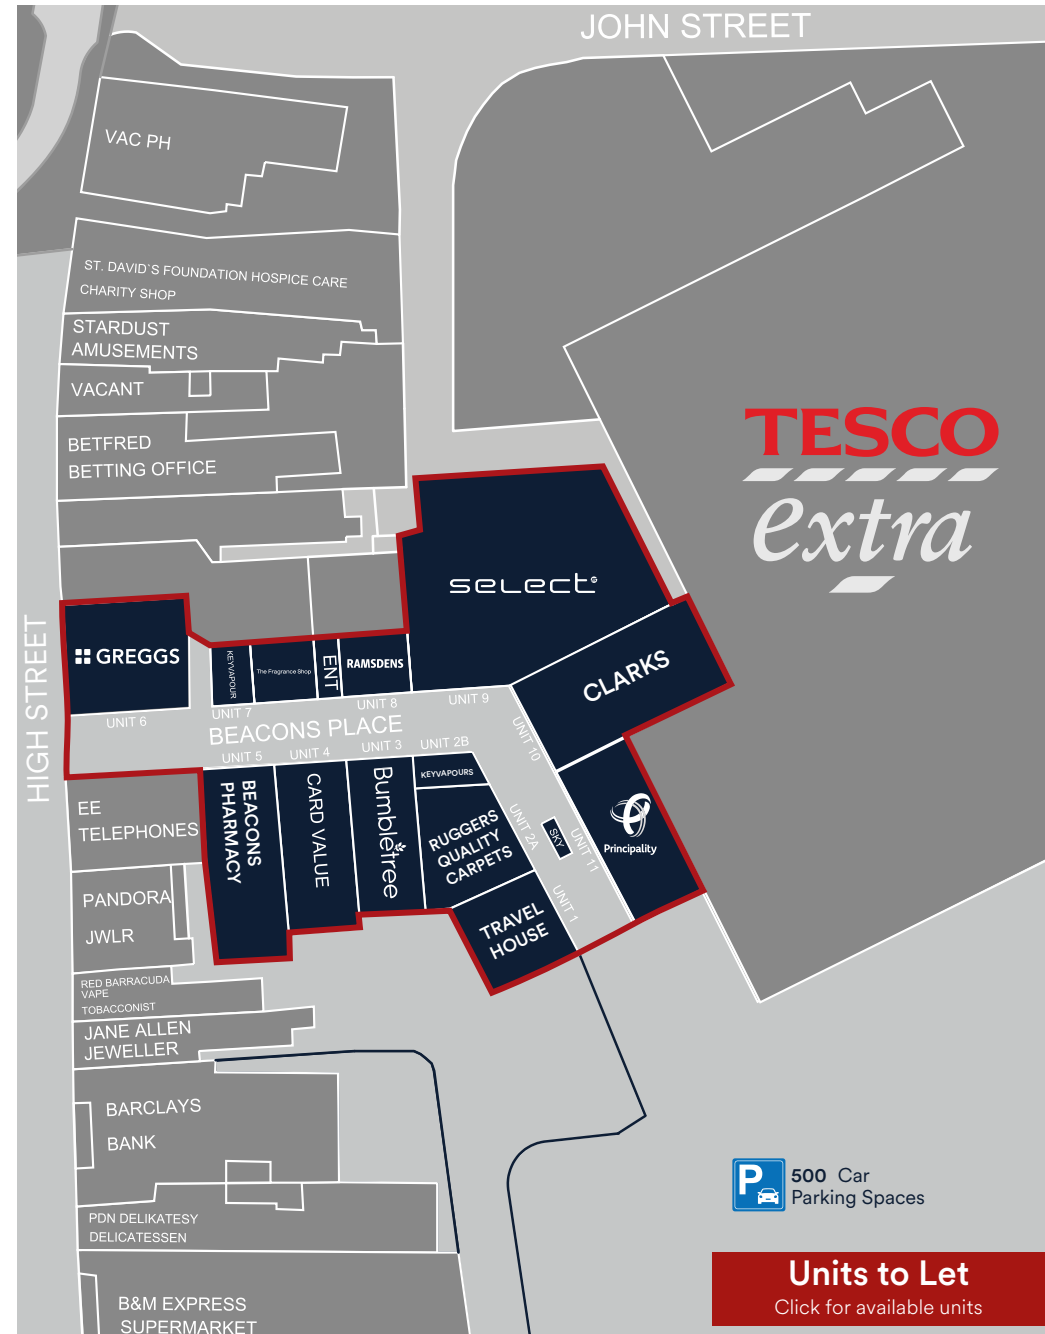 JOHN STREET
VAC PH
ST. DAVID`S FOUNDATION HOSPICE CARE
CHARITY SHOP
STARDUST
AMUSEMENTS
VACANT
BETFRED
BETTING OFFICE
TESCO
extra
select
HIGH STREET
GREGGS
KEYVAPOUR
The Fragrance Shop
ENT
RAMSDENS
CLARKS
UNIT 6
UNIT 7
UNIT 8
UNIT 9
UNIT 10
BEACONS PLACE
UNIT 5
UNIT 4
UNIT 3
UNIT 2B
EE
TELEPHONES
BEACONS
PHARMACY
CARD VALUE
Bumbletree
KEYVAPOURS
RUGGERS
QUALITY
CARPETS
UNIT 2A
SKY
UNIT 11
Principality
UNIT 1
TRAVEL
HOUSE
PANDORA
JWLR
RED BARRACUDA
VAPE
TOBACCONIST
JANE ALLEN
JEWELLER
BARCLAYS
BANK
PDN DELIKATESY
DELICATESSEN
B&M EXPRESS
SUPERMARKET
P
500 Car
Parking Spaces
Units to Let
Click for available units